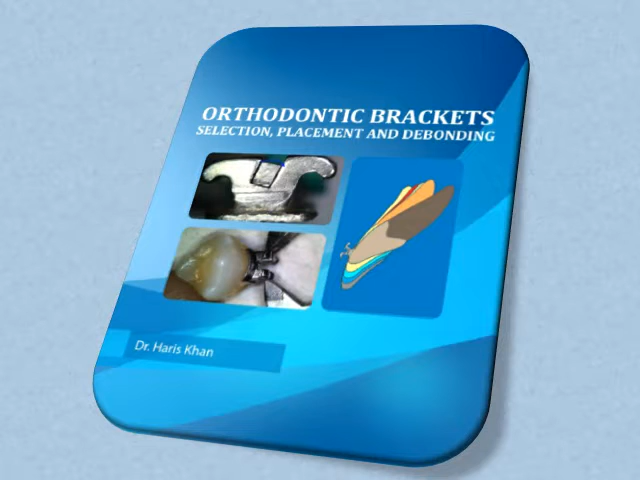 ORTHODONTIC BRACKETS
SELECTION, PLACEMENT AND DEBONDING
Dr. Haris Khan